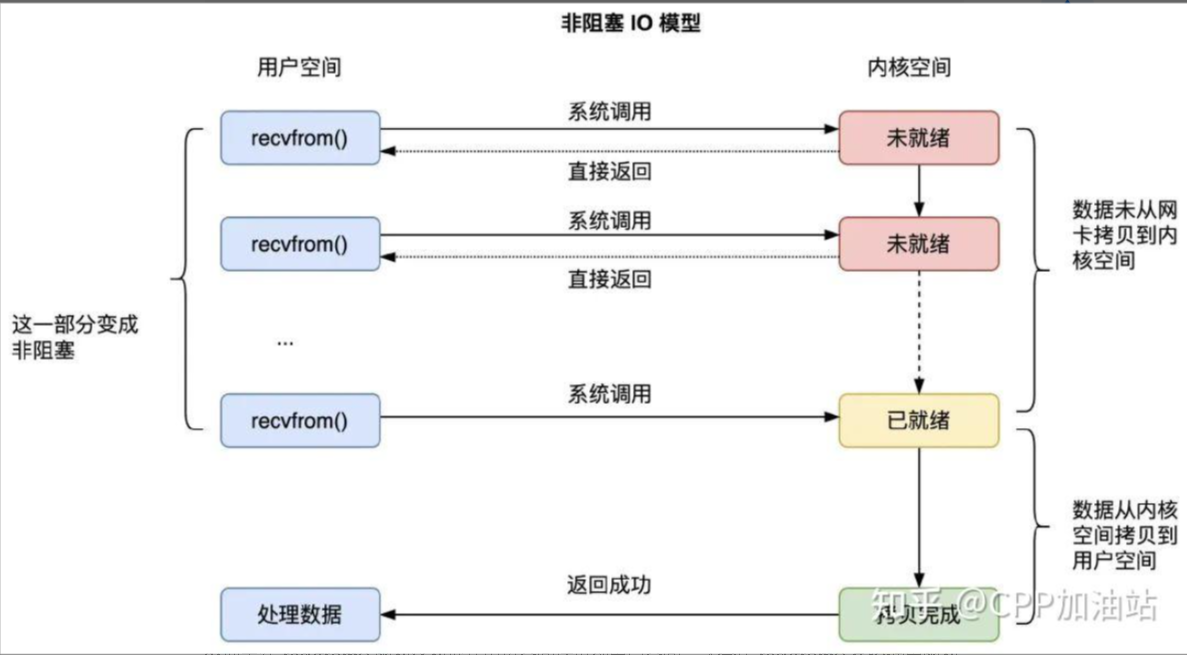 非阻塞 IO 模型
用户空间
内核空间
recvfrom()
系统调用
未就绪
直接返回
recvfrom()
系统调用
未就绪
直接返回
数据未从网
卡拷贝到内
核空间
这一部分变成
非阻塞
...
recvfrom()
系统调用
已就绪
数据从内核
空间拷贝到
用户空间
处理数据
返回成功
拷贝完成
知乎 @CPP加油站